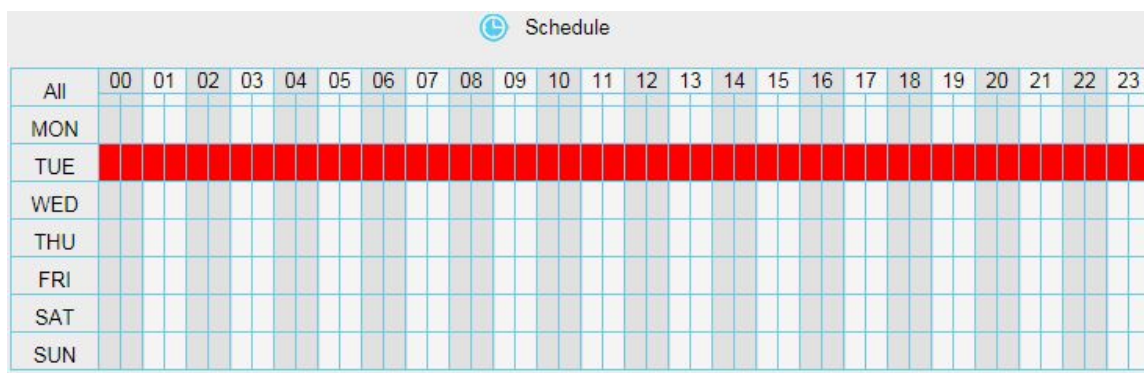 Schedule
All 00 01 02 03 04 05 06 07 08 09 10 11 12 13 14 15 16 17 18 19 20 21 22 23
MON
TUE
WED
THU
FRI
SAT
SUN